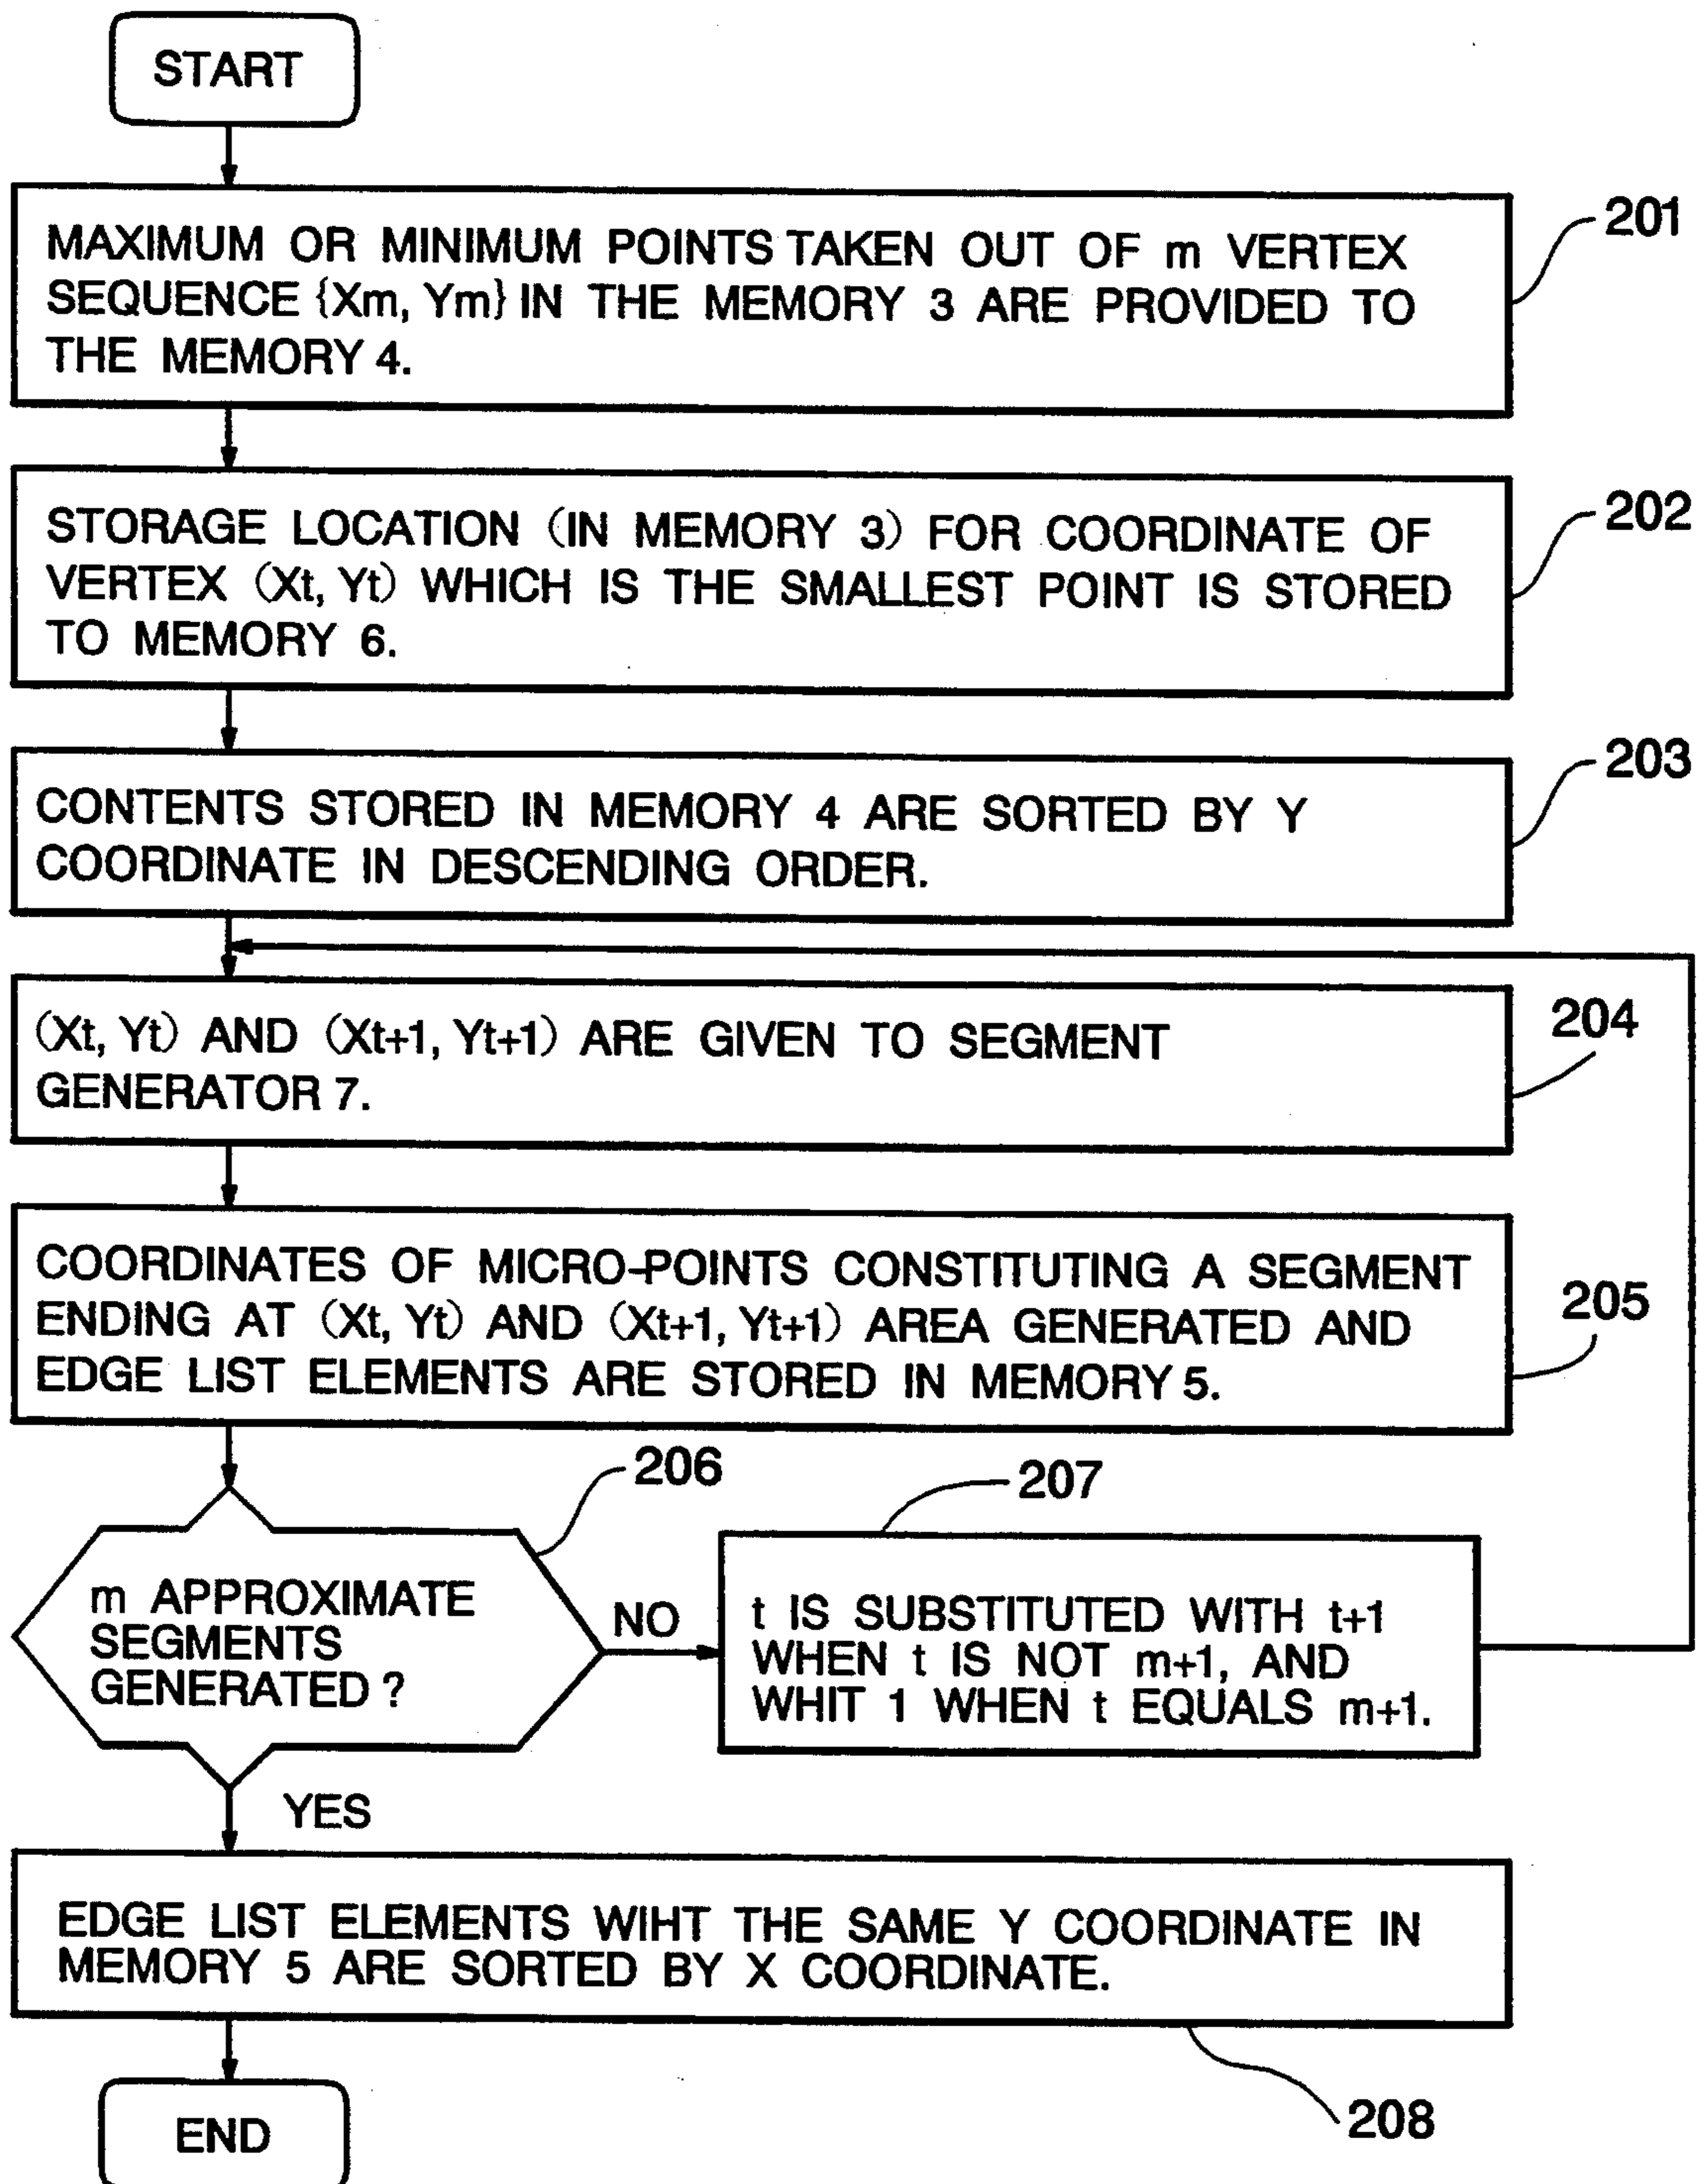 START
201
MAXIMUM OR MINIMUM POINTS TAKEN OUT OF m VERTEX
SEQUENCE {Xm, Ym} IN THE MEMORY 3 ARE PROVIDED TO
THE MEMORY 4.
202
STORAGE LOCATION (IN MEMORY 3) FOR COORDINATE OF
VERTEX (Xt, Yt) WHICH IS THE SMALLEST POINT IS STORED
TO MEMORY 6.
203
CONTENTS STORED IN MEMORY 4 ARE SORTED BY Y
COORDINATE IN DESCENDING ORDER.
204
(Xt, Yt) AND (Xt+1, Yt+1) ARE GIVEN TO SEGMENT
GENERATOR 7.
205
COORDINATES OF MICRO-POINTS CONSTITUTING A SEGMENT
ENDING AT (Xt, Yt) AND (Xt+1, Yt+1) AREA GENERATED AND
EDGE LIST ELEMENTS ARE STORED IN MEMORY 5.
206
m APPROXIMATE
SEGMENTS
GENERATED ?
NO
207
t IS SUBSTITUTED WITH t+1
WHEN t IS NOT m+1, AND
WHIT 1 WHEN t EQUALS m+1.
YES
EDGE LIST ELEMENTS WIHT THE SAME Y COORDINATE IN
MEMORY 5 ARE SORTED BY X COORDINATE.
208
END